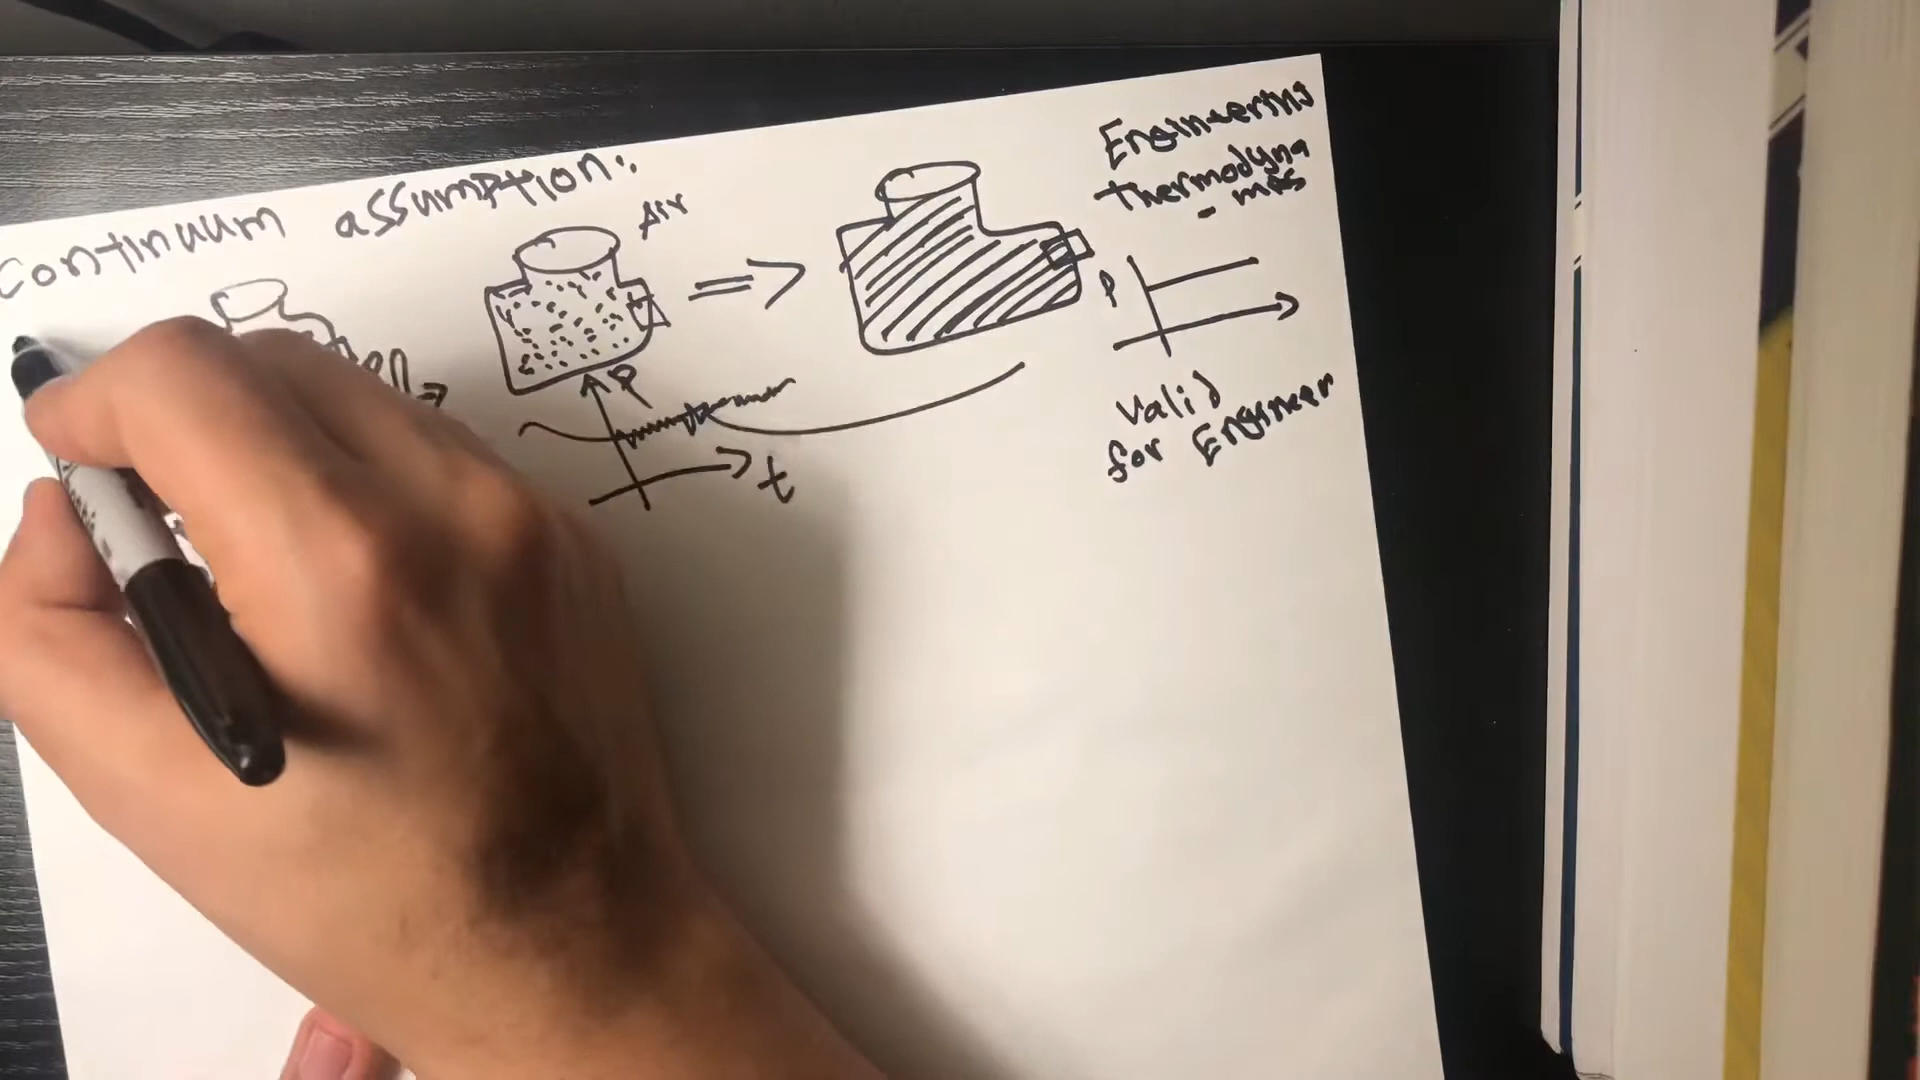 Continuum assumption:
Air
Engineering
thermodyna
- mics
P
t
P
Valid
for Engineer